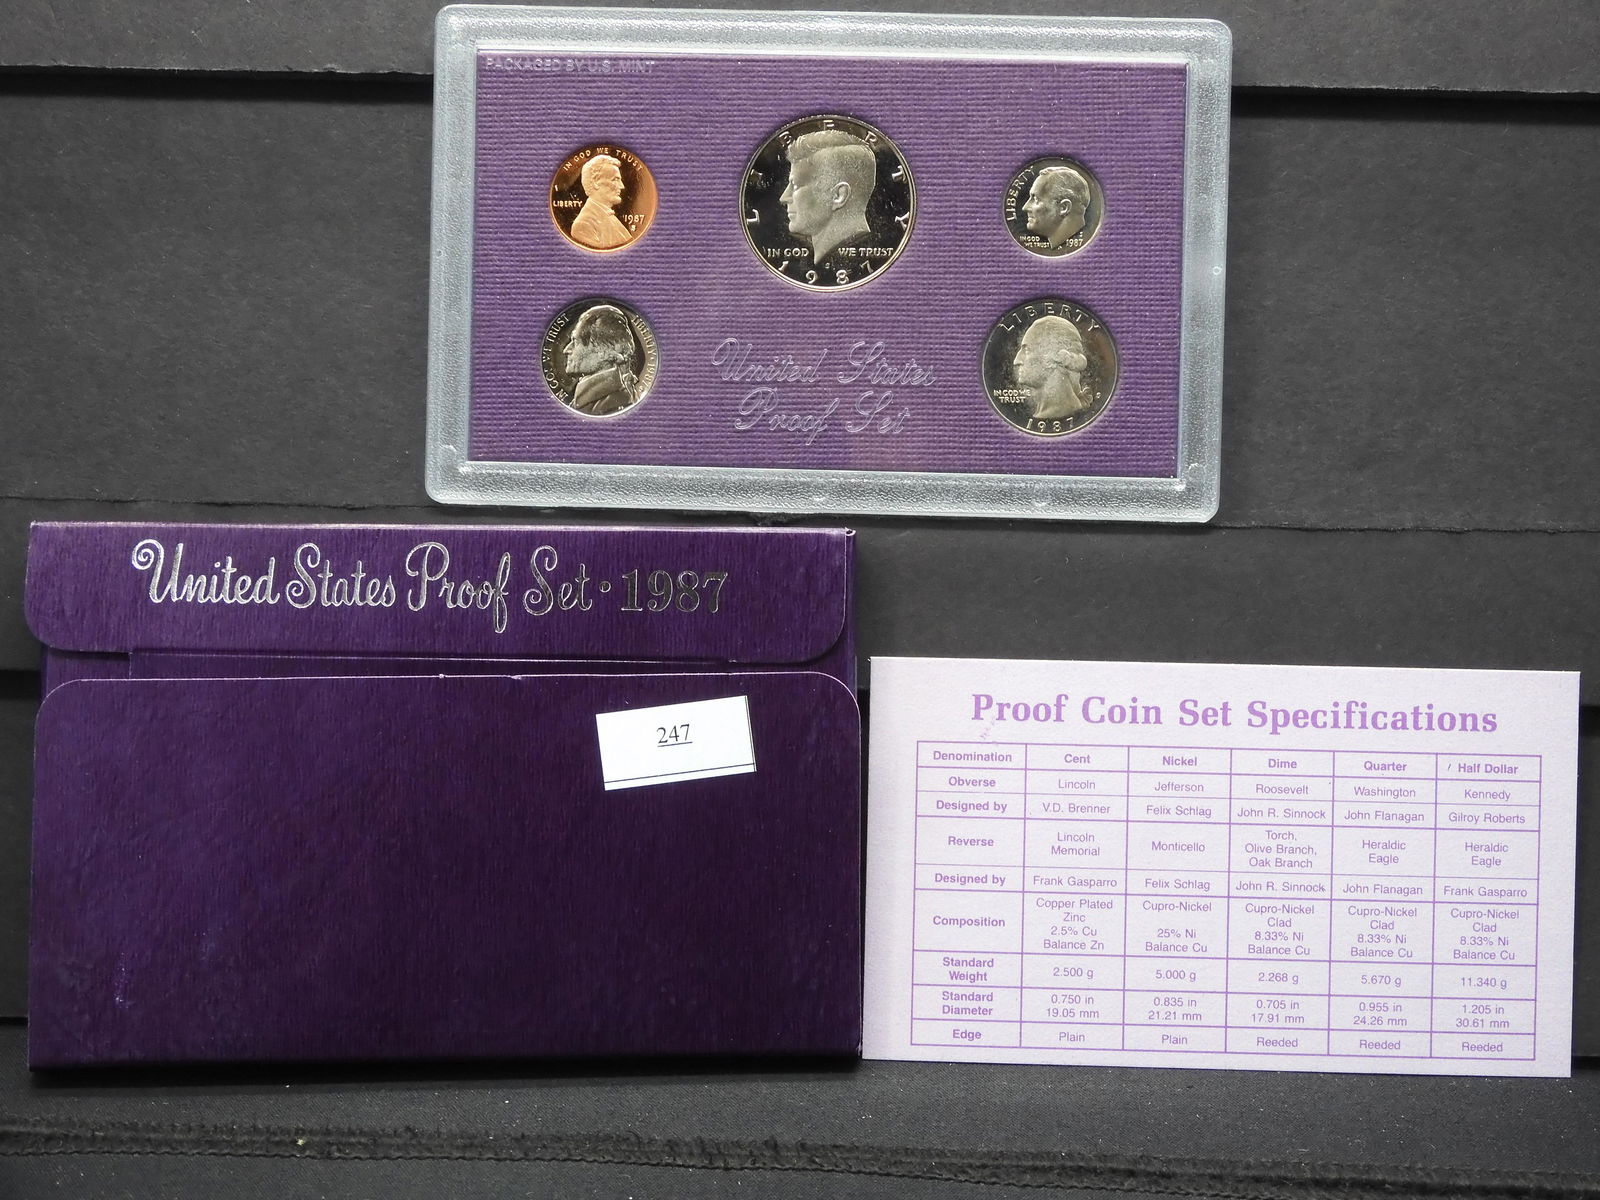 PACKAGED BY U.S. MINT
IN GOD WE TRUST
LIBERTY
1987
S
LIBERTY
IN GOD WE TRUST
S
1987
LIBERTY
IN GOD
WE TRUST
S
1987
IN GOD WE TRUST
LIBERTY · 1987
LIBERTY
IN GOD WE
TRUST
S
1987
United States
Proof Set
United States Proof Set · 1987
247
Proof Coin Set Specifications
Denomination Cent Nickel Dime Quarter Half Dollar
Obverse Lincoln Jefferson Roosevelt Washington Kennedy
Designed by V.D. Brenner Felix Schlag John R. Sinnock John Flanagan Gilroy Roberts
Reverse Lincoln Memorial Monticello Torch, Olive Branch, Oak Branch Heraldic Eagle Heraldic Eagle
Designed by Frank Gasparro Felix Schlag John R. Sinnock John Flanagan Frank Gasparro
Composition Copper Plated Zinc 2.5% Cu Balance Zn Cupro-Nickel 25% Ni Balance Cu Cupro-Nickel Clad 8.33% Ni Balance Cu Cupro-Nickel Clad 8.33% Ni Balance Cu Cupro-Nickel Clad 8.33% Ni Balance Cu
Standard Weight 2.500 g 5.000 g 2.268 g 5.670 g 11.340 g
Standard Diameter 0.750 in 19.05 mm 0.835 in 21.21 mm 0.705 in 17.91 mm 0.955 in 24.26 mm 1.205 in 30.61 mm
Edge Plain Plain Reeded Reeded Reeded